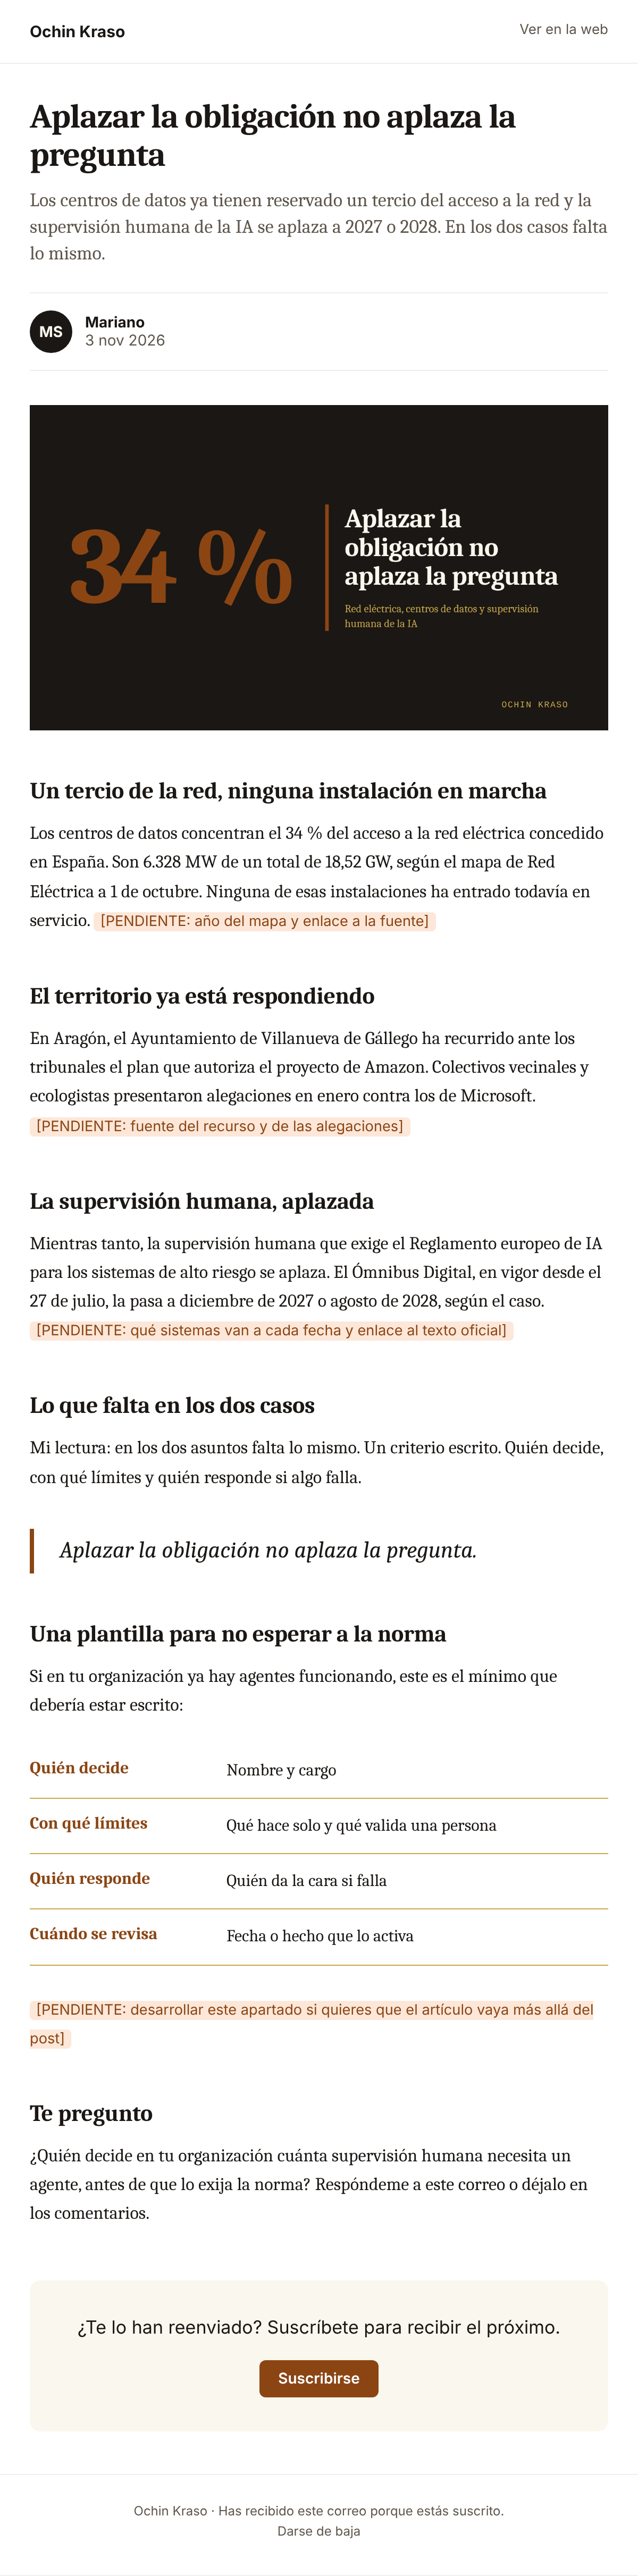 Ochin Kraso
Ver en la web
Aplazar la obligación no aplaza la
pregunta
Los centros de datos ya tienen reservado un tercio del acceso a la red y la
supervisión humana de la IA se aplaza a 2027 o 2028. En los dos casos falta
lo mismo.
MS
Mariano
3 nov 2026
34 %
Aplazar la
obligación no
aplaza la pregunta
Red eléctrica, centros de datos y supervisión
humana de la IA
OCHIN KRASO
Un tercio de la red, ninguna instalación en marcha
Los centros de datos concentran el 34 % del acceso a la red eléctrica concedido
en España. Son 6.328 MW de un total de 18,52 GW, según el mapa de Red
Eléctrica a 1 de octubre. Ninguna de esas instalaciones ha entrado todavía en
servicio. [PENDIENTE: año del mapa y enlace a la fuente]
El territorio ya está respondiendo
En Aragón, el Ayuntamiento de Villanueva de Gállego ha recurrido ante los
tribunales el plan que autoriza el proyecto de Amazon. Colectivos vecinales y
ecologistas presentaron alegaciones en enero contra los de Microsoft.
[PENDIENTE: fuente del recurso y de las alegaciones]
La supervisión humana, aplazada
Mientras tanto, la supervisión humana que exige el Reglamento europeo de IA
para los sistemas de alto riesgo se aplaza. El Ómnibus Digital, en vigor desde el
27 de julio, la pasa a diciembre de 2027 o agosto de 2028, según el caso.
[PENDIENTE: qué sistemas van a cada fecha y enlace al texto oficial]
Lo que falta en los dos casos
Mi lectura: en los dos asuntos falta lo mismo. Un criterio escrito. Quién decide,
con qué límites y quién responde si algo falla.
Aplazar la obligación no aplaza la pregunta.
Una plantilla para no esperar a la norma
Si en tu organización ya hay agentes funcionando, este es el mínimo que
debería estar escrito:
Quién decide
Nombre y cargo
Con qué límites
Qué hace solo y qué valida una persona
Quién responde
Quién da la cara si falla
Cuándo se revisa
Fecha o hecho que lo activa
[PENDIENTE: desarrollar este apartado si quieres que el artículo vaya más allá del
post]
Te pregunto
¿Quién decide en tu organización cuánta supervisión humana necesita un
agente, antes de que lo exija la norma? Respóndeme a este correo o déjalo en
los comentarios.
¿Te lo han reenviado? Suscríbete para recibir el próximo.
Suscribirse
Ochin Kraso · Has recibido este correo porque estás suscrito.
Darse de baja